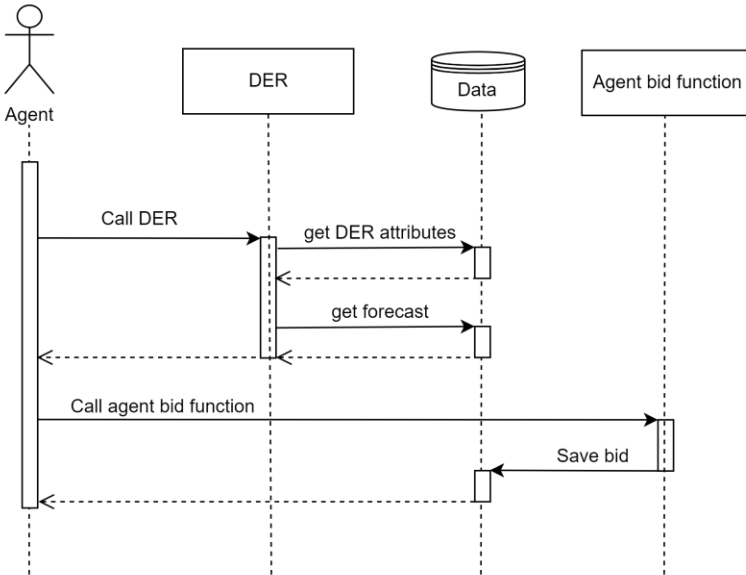 DER
Data
Agent bid function
Agent
Call DER
get DER attributes
get forecast
Call agent bid function
Save bid